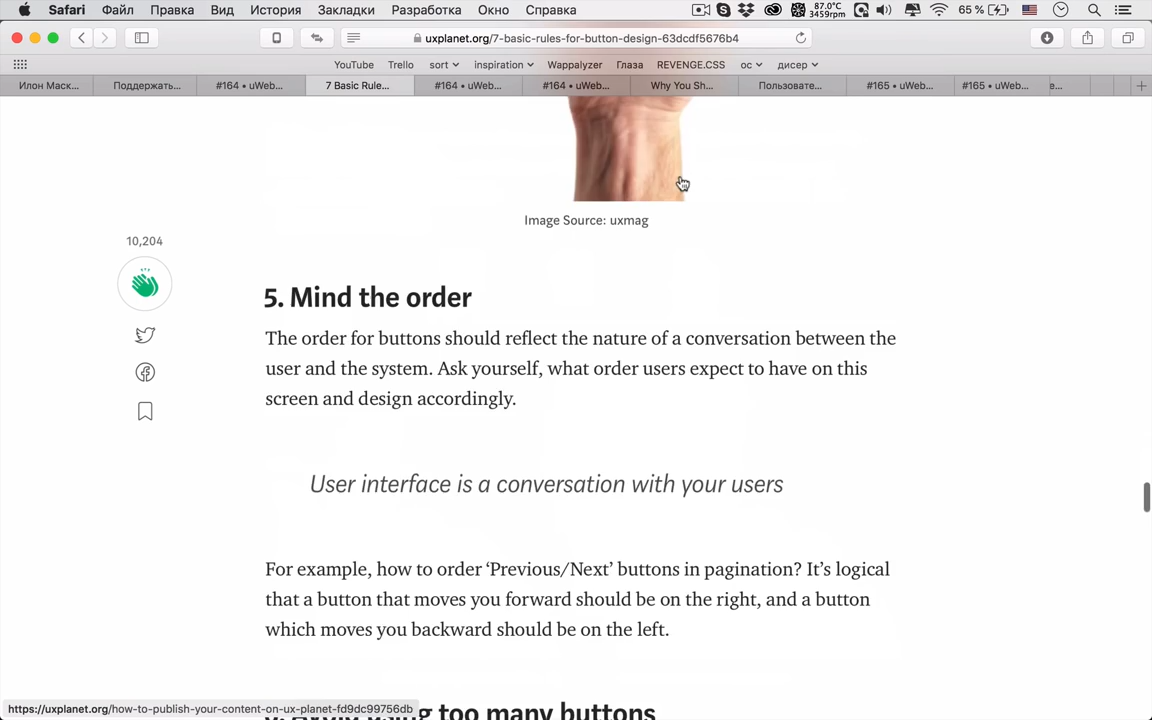 Safari Файл Правка Вид История Закладки Разработка Окно Справка 87.0°C 3459rpm 65 %
uxplanet.org/7-basic-rules-for-button-design-63dcdf5676b4
YouTube Trello sort inspiration Wappalyzer Глаза REVENGE.CSS ос дисер
Илон Маск... Поддержать... #164 • uWeb... 7 Basic Rule... #164 • uWeb... #164 • uWeb... Why You Sh... Пользовате... #165 • uWeb... #165 • uWeb... е...
Image Source: uxmag
10,204
5. Mind the order
The order for buttons should reflect the nature of a conversation between the
user and the system. Ask yourself, what order users expect to have on this
screen and design accordingly.
User interface is a conversation with your users
For example, how to order ‘Previous/Next’ buttons in pagination? It’s logical
that a button that moves you forward should be on the right, and a button
which moves you backward should be on the left.
https://uxplanet.org/how-to-publish-your-content-on-ux-planet-fd9dc99756db
too many buttons